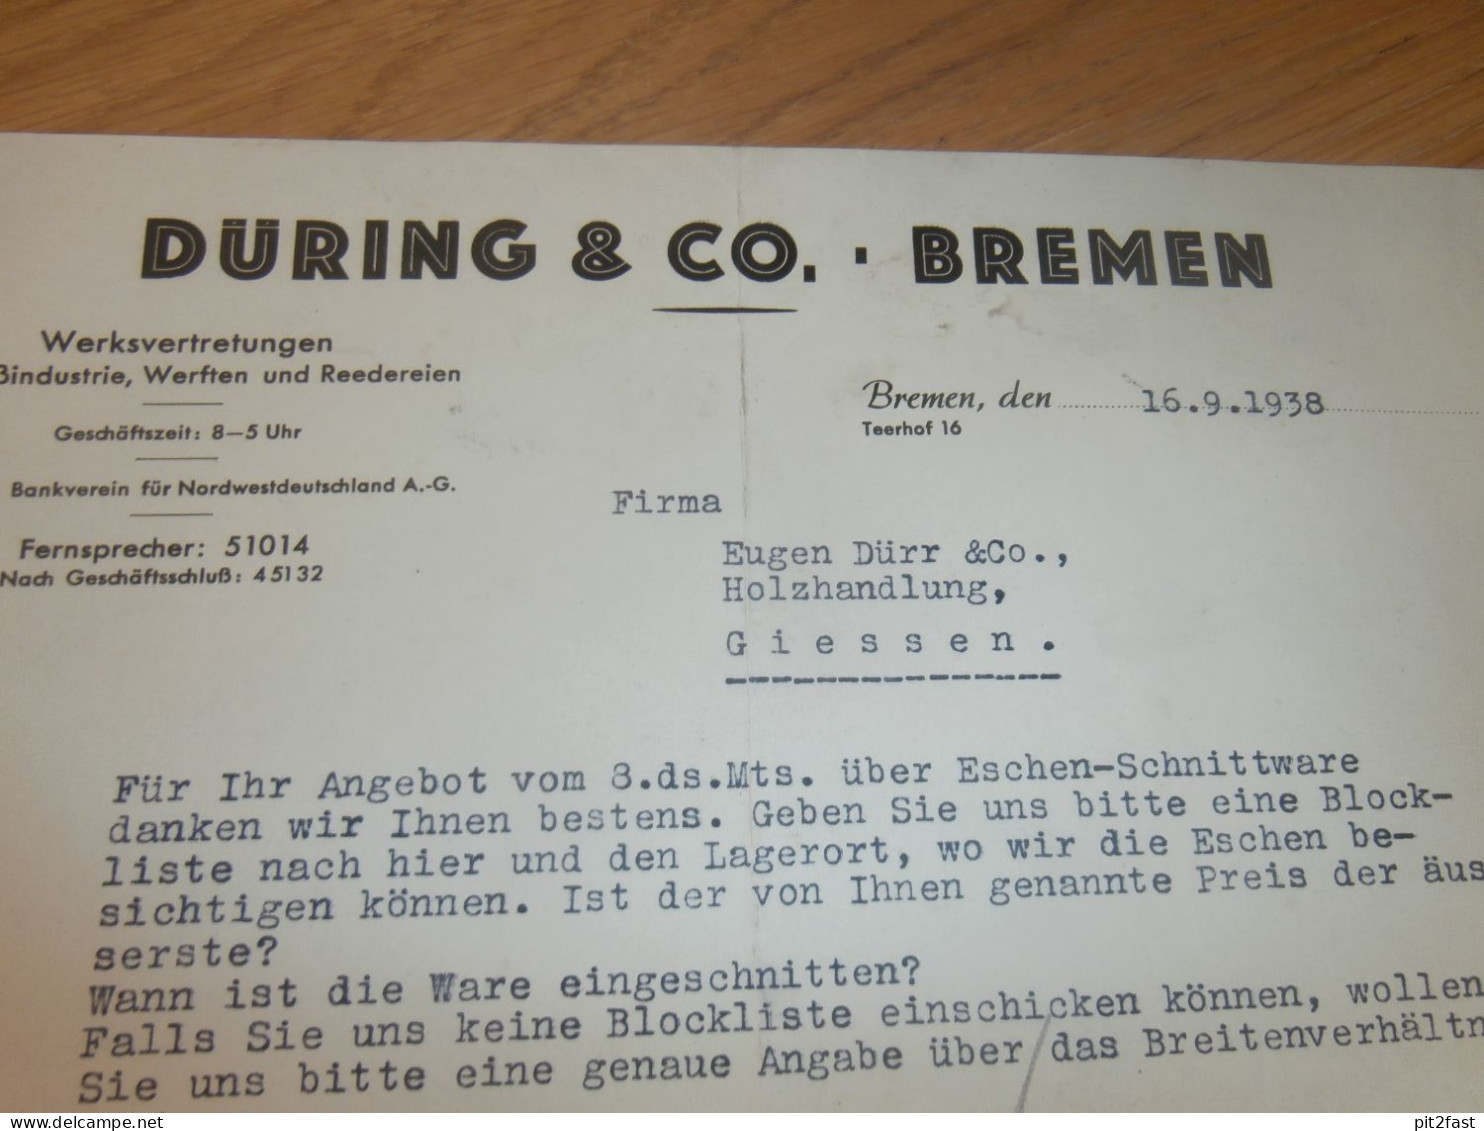 DÜRING & CO. · BREMEN
Werksvertretungen
ßindustrie, Werften und Reedereien
Geschäftszeit: 8—5 Uhr
Bankverein für Nordwestdeutschland A.-G.
Fernsprecher: 51014
Nach Geschäftsschluß: 45132
Bremen, den 16.9.1938
Teerhof 16
Firma
Eugen Dürr &Co.,
Holzhandlung,
G i e s s e n .
Für Ihr Angebot vom 8.ds.Mts. über Eschen-Schnittware
danken wir Ihnen bestens. Geben Sie uns bitte eine Block-
liste nach hier und den Lagerort, wo wir die Eschen be-
sichtigen können. Ist der von Ihnen genannte Preis der äus
serste?
Wann ist die Ware eingeschnitten?
Falls Sie uns keine Blockliste einschicken können, wollen
Sie uns bitte eine genaue Angabe über das Breitenverhältn
www.delcampe.net
pit2fast